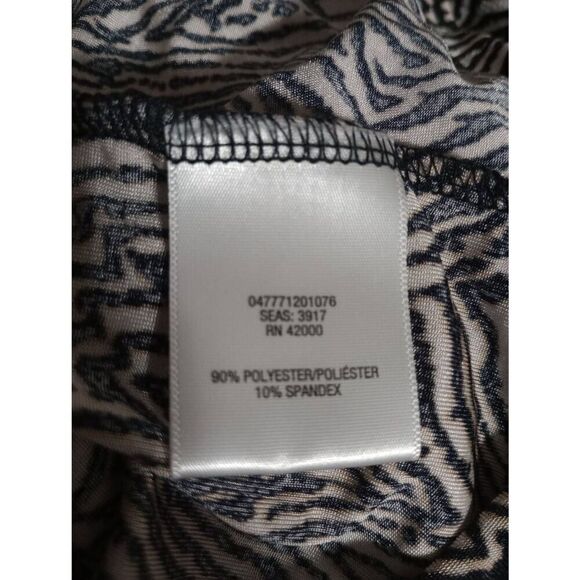 047771201076
SEAS: 3917
RN 42000
90% POLYESTER/POLIÉSTER
10% SPANDEX